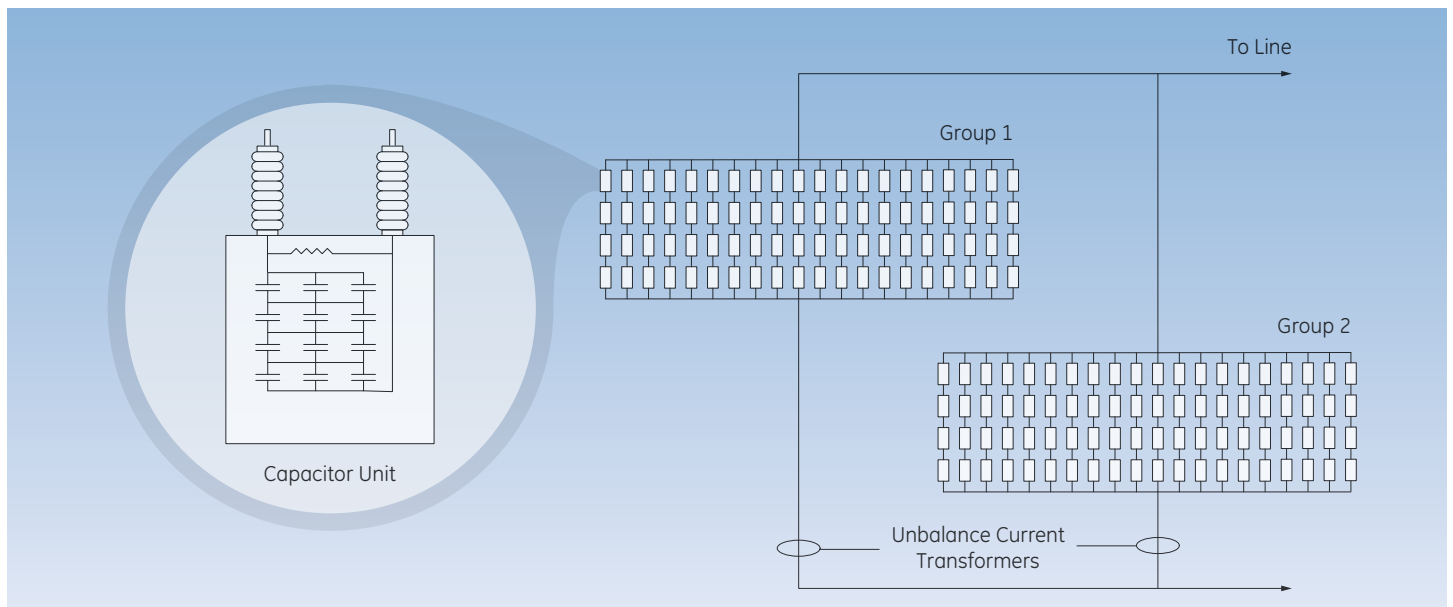 To Line
Group 1
Group 2
Capacitor Unit
Unbalance Current
Transformers